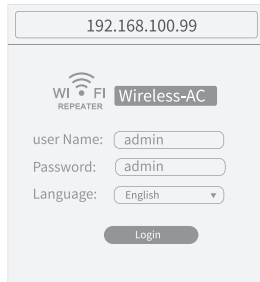 192.168.100.99
WI FI Wireless-AC
REPEATER
user Name: admin
Password: admin
Language: English
Login